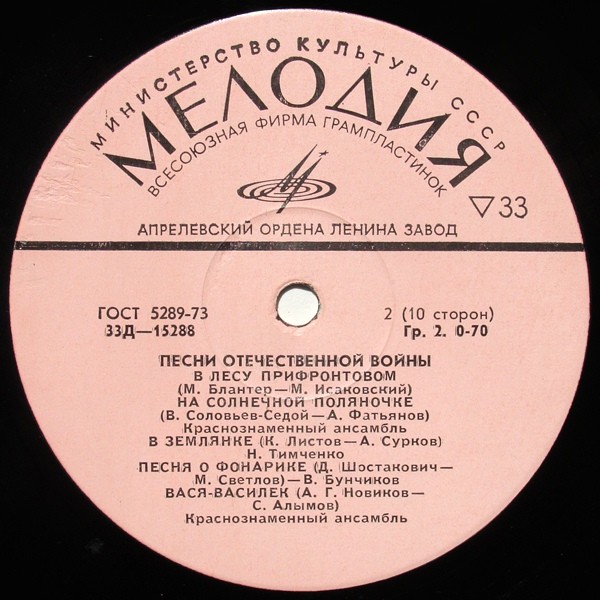 МИНИСТЕРСТВО КУЛЬТУРЫ СССР
МЕЛОДИЯ
ВСЕСОЮЗНАЯ ФИРМА ГРАМПЛАСТИНОК
▽33
АПРЕЛЕВСКИЙ ОРДЕНА ЛЕНИНА ЗАВОД
ГОСТ 5289-73
2 (10 сторон)
33Д—15288
Гр. 2. 0-70
ПЕСНИ ОТЕЧЕСТВЕННОЙ ВОЙНЫ
В ЛЕСУ ПРИФРОНТОВОМ
(М. Блантер—М. Исаковский)
НА СОЛНЕЧНОЙ ПОЛЯНОЧКЕ
(В. Соловьев-Седой—А. Фатьянов)
Краснознаменный ансамбль
В ЗЕМЛЯНКЕ (К. Листов—А. Сурков)
Н. Тимченко
ПЕСНЯ О ФОНАРИКЕ (Д. Шостакович—
М. Светлов)—В. Бунчиков
ВАСЯ-ВАСИЛЕК (А. Г. Новиков—
С. Алымов)
Краснознаменный ансамбль